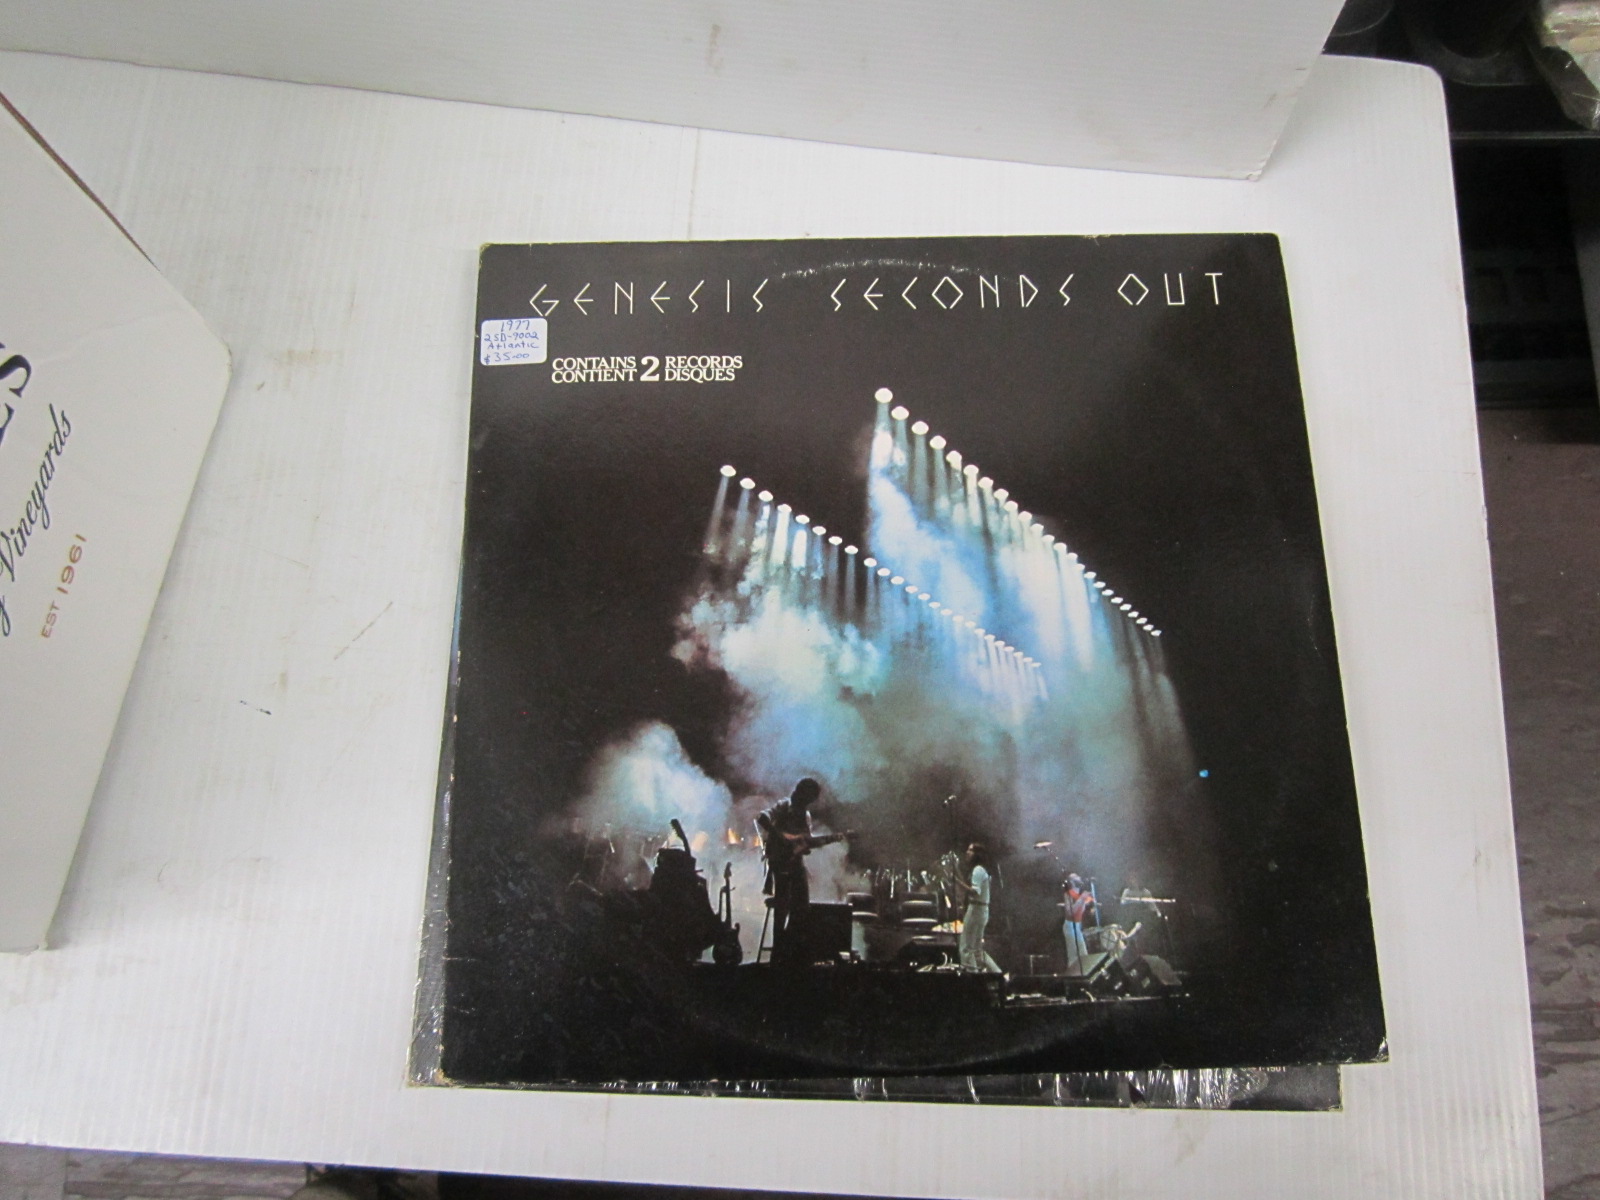 GENESIS SECONDS OUT
1977
2SD-9002
Atlantic
$35.00
CONTAINS 2 RECORDS
CONTIENT 2 DISQUES
Vineyards
EST 1961